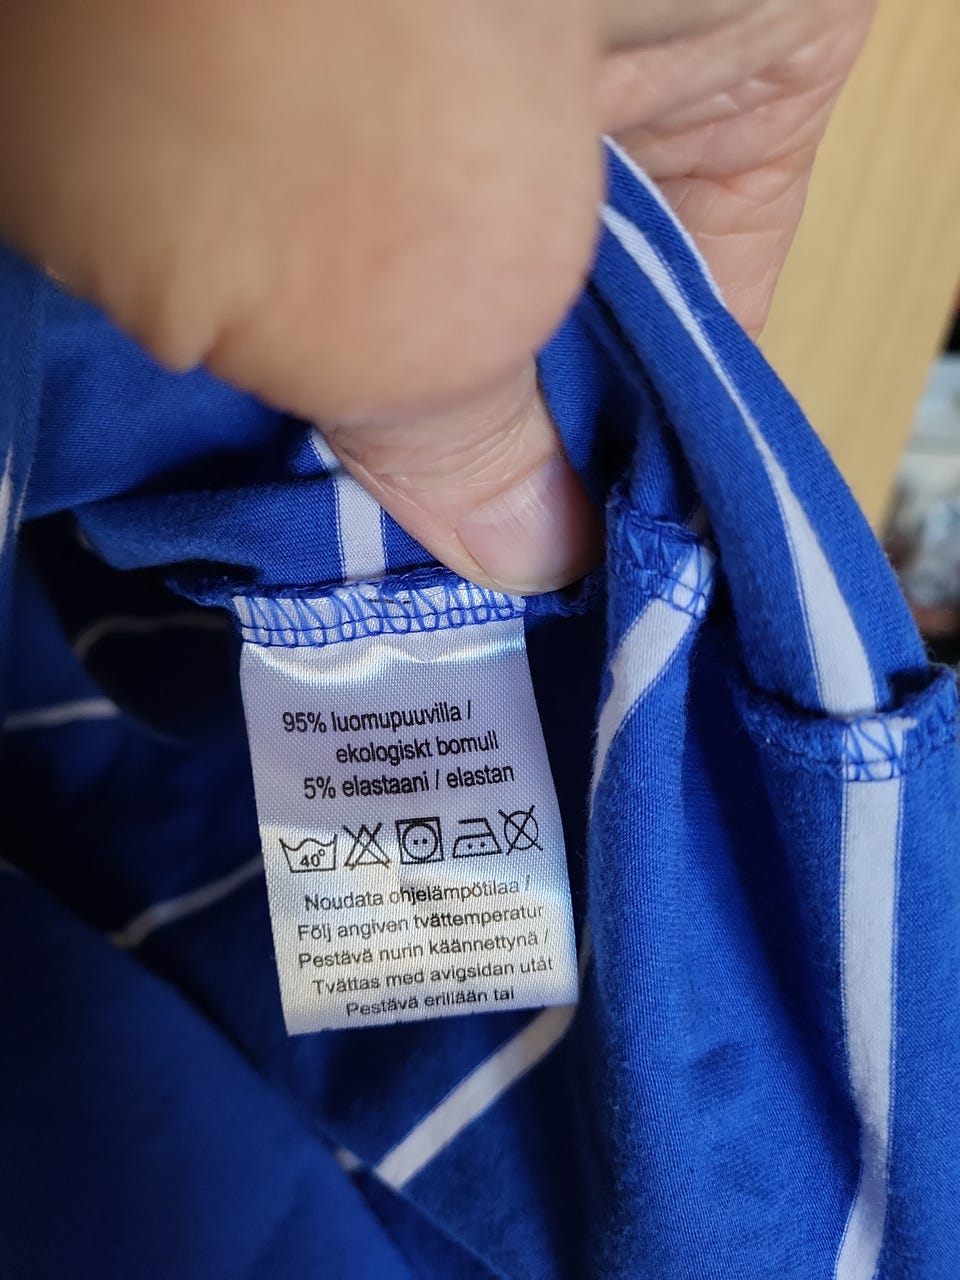 95% luomupuuvilla /
ekologiskt bomull
5% elastaani / elastan
40°
Noudata ohjelämpötilaa /
Följ angiven tvättemperatur
Pestävä nurin käännettynä /
Tvättas med avigsidan utåt
Pestävä erillään tai